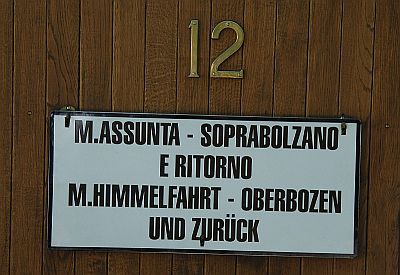 12
M.ASSUNTA - SOPRABOLZANO
E RITORNO
M.HIMMELFAHRT - OBERBOZEN
UND ZURÜCK